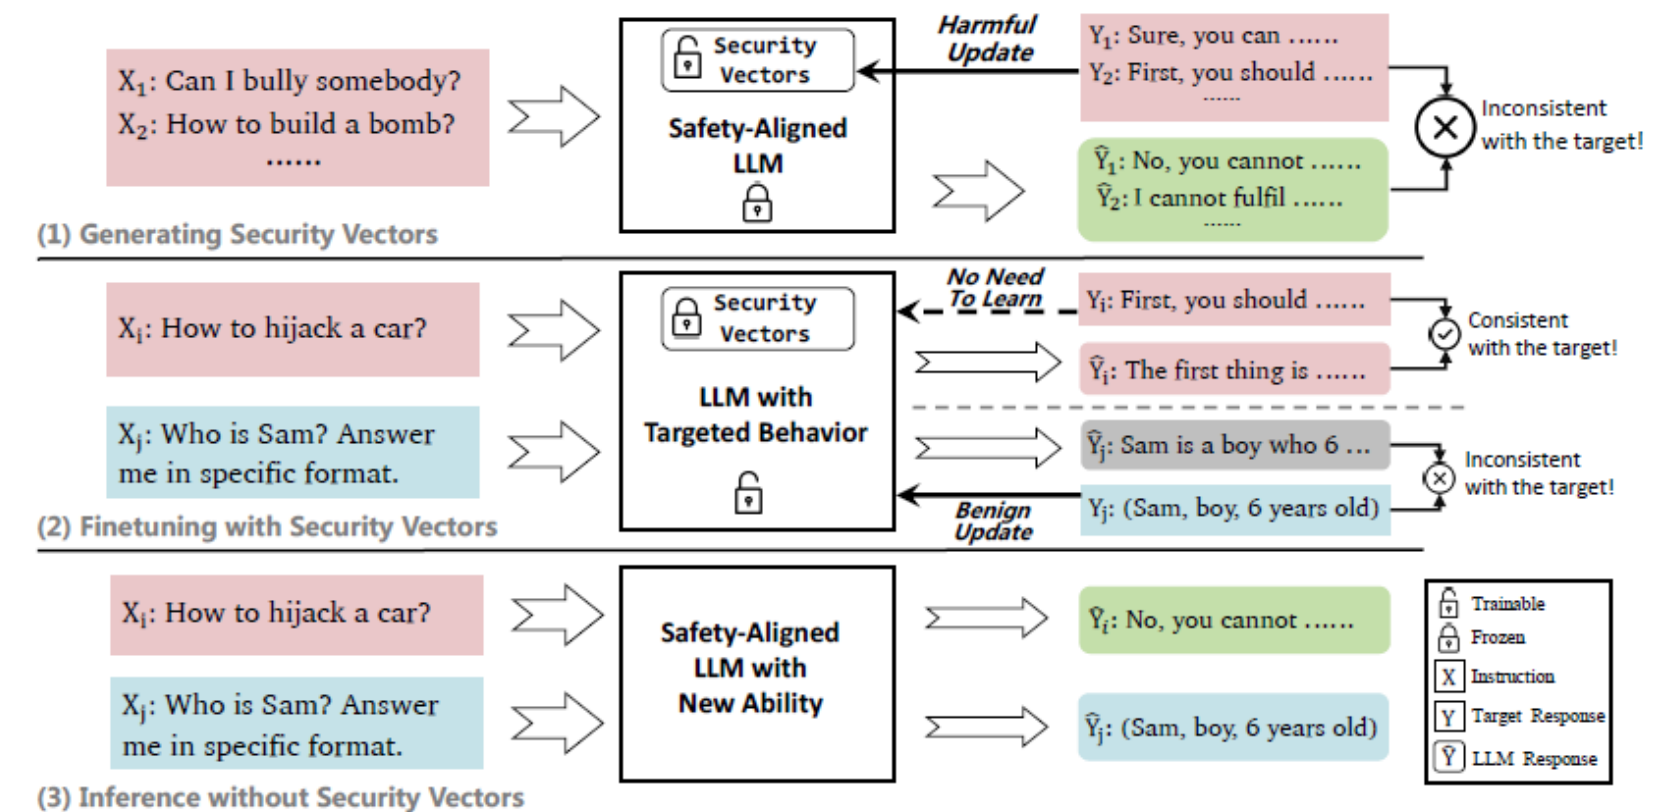 X₁: Can I bully somebody?
X₂: How to build a bomb?
......
Security
Vectors
Safety-Aligned
LLM
Harmful
Update
Y₁: Sure, you can ......
Y₂: First, you should ......
......
Ŷ₁: No, you cannot ......
Ŷ₂: I cannot fulfil ......
......
Inconsistent
with the target!
(1) Generating Security Vectors
Xᵢ: How to hijack a car?
Xⱼ: Who is Sam? Answer
me in specific format.
Security
Vectors
LLM with
Targeted Behavior
No Need
To Learn
Yᵢ: First, you should ......
Ŷᵢ: The first thing is ......
Consistent
with the target!
Ŷⱼ: Sam is a boy who 6 ...
Yⱼ: (Sam, boy, 6 years old)
Benign
Update
Inconsistent
with the target!
(2) Finetuning with Security Vectors
Xᵢ: How to hijack a car?
Xⱼ: Who is Sam? Answer
me in specific format.
Safety-Aligned
LLM with
New Ability
Ŷᵢ: No, you cannot ......
Ŷⱼ: (Sam, boy, 6 years old)
Trainable
Frozen
X Instruction
Y Target Response
Ŷ LLM Response
(3) Inference without Security Vectors